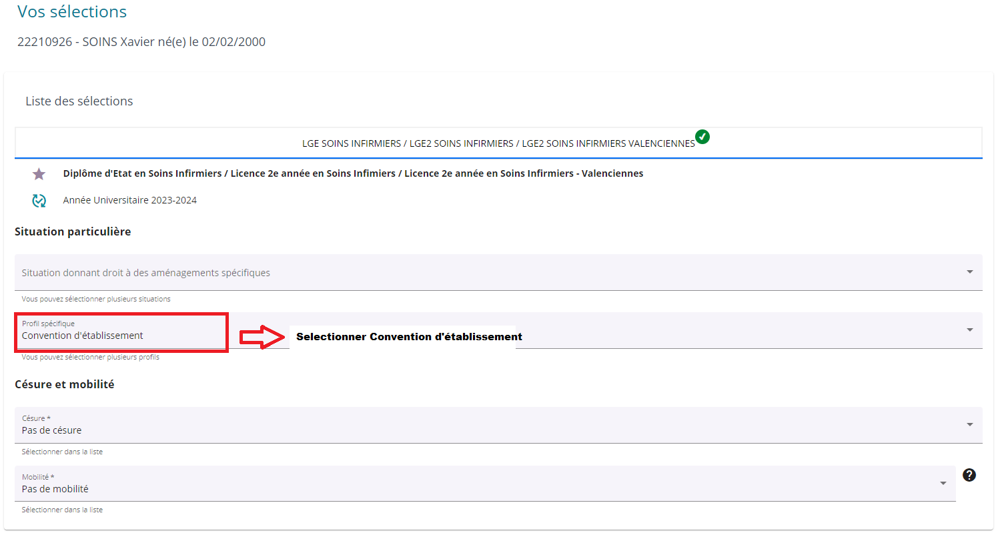 Vos sélections
22210926 - SOINS Xavier né(e) le 02/02/2000
Liste des sélections
LGE SOINS INFIRMIERS / LGE2 SOINS INFIRMIERS / LGE2 SOINS INFIRMIERS VALENCIENNES
Diplôme d'Etat en Soins Infirmiers / Licence 2e année en Soins Infimiers / Licence 2e année en Soins Infirmiers - Valenciennes
Année Universitaire 2023-2024
Situation particulière
Situation donnant droit à des aménagements spécifiques
Vous pouvez sélectionner plusieurs situations
Profil spécifique
Convention d'établissement
Selectionner Convention d'établissement
Vous pouvez sélectionner plusieurs profils
Césure et mobilité
Césure *
Pas de césure
Sélectionner dans la liste
Mobilité *
Pas de mobilité
?
Sélectionner dans la liste